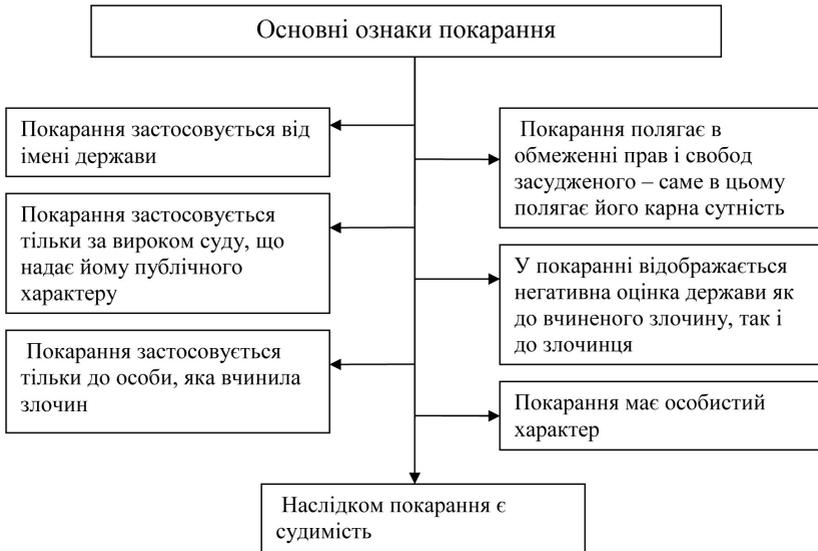 Основні ознаки покарання
Покарання застосовується від
імені держави
Покарання полягає в
обмеженні прав і свобод
засудженого – саме в цьому
полягає його карна сутність
Покарання застосовується
тільки за вироком суду, що
надає йому публічного
характеру
У покаранні відображається
негативна оцінка держави як
до вчиненого злочину, так і
до злочинця
Покарання застосовується
тільки до особи, яка вчинила
злочин
Покарання має особистий
характер
Наслідком покарання є
судимість